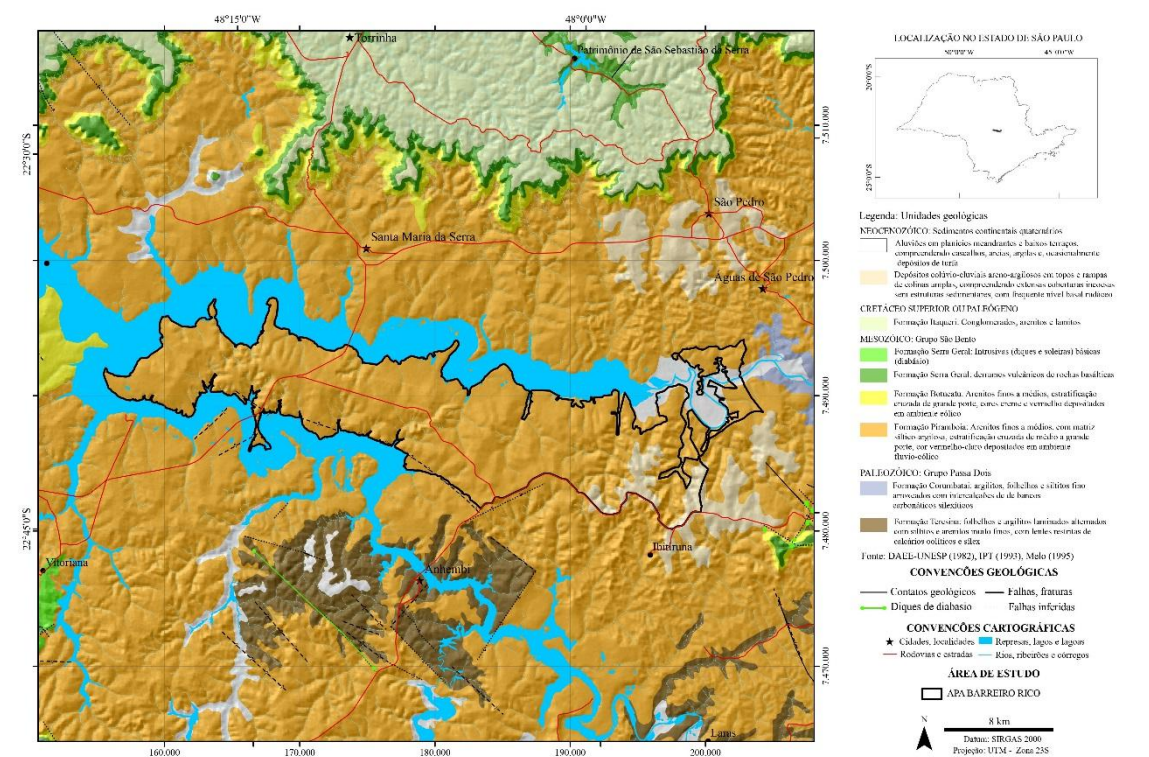 48°15'0"W
48°0'0"W
Torrinha
Patrimônio de São Sebastião da Serra
22°30'0"S
7.510.000
São Pedro
Santa Maria da Serra
7.500.000
Águas de São Pedro
7.490.000
22°45'0"S
7.480.000
Ibitiruna
Vitoriana
Anhembi
7.470.000
Laras
160.000
170.000
180.000
190.000
200.000
LOCALIZAÇÃO NO ESTADO DE SÃO PAULO
20°0'0"S
25°0'0"S
Legenda: Unidades geológicas
NEOCENOZÓICO: Sedimentos continentais quaternários
Aluviões em planícies meandrantes e baixos terraços,
compreendendo cascalhos, areias, argilas e, ocasionalmente
depósitos de turfa
Depósitos colúvio-eluviais areno-argilosos em topos e rampas
de colinas amplas, compreendendo extensas coberturas
sem estruturas sedimentares, com frequente nível basal rudáceo
CRETÁCEO SUPERIOR OU PALEÓGENO
Formação Itaqueri: Conglomerados, arenitos e lamitos
MESOZÓICO: Grupo São Bento
Formação Serra Geral: Intrusivas (diques e soleiras) básicas
(diabásio)
Formação Serra Geral: derrames vulcânicos de rochas basálticas
Formação Botucatu: Arenitos finos a médios, estratificação
cruzada de grande porte, cores creme e vermelho depositados
em ambiente eólico
Formação Piramboia: Arenitos finos a médios, com matriz
síltico argilosa, estratificação cruzada de médio a grande
porte, cor vermelho-claro depositados em ambiente
fluvio-eólico
PALEOZÓICO: Grupo Passa Dois
Formação Corumbataí: argilitos, folhelhos e siltitos fino
arroxeados com intercalações de de bancos
carbonáticos silexíticos
Formação Teresina: folhelhos e argilitos laminados alternados
com siltitos e arenitos muito finos, com lentes restritas de
calcários oolíticos e sílex
Fonte: DAEE-UNESP (1982), IPT (1993), Melo (1995)
CONVENCÕES GEOLÓGICAS
Contatos geológicos Falhas, fraturas
Diques de diabasio Falhas inferidas
CONVENCÕES CARTOGRÁFICAS
Cidades, localidades Represas, lagos e lagoas
Rodovias e estradas Rios, ribeirões e córregos
ÁREA DE ESTUDO
APA BARREIRO RICO
N
8 km
Datum: SIRGAS 2000
Projeção: UTM - Zona 23S